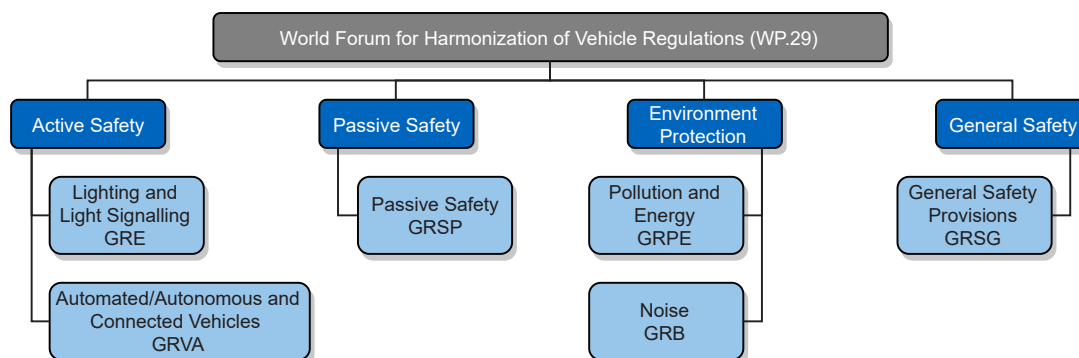 World Forum for Harmonization of Vehicle Regulations (WP.29)
Active Safety
Passive Safety
Environment
Protection
General Safety
Lighting and
Light Signalling
GRE
Passive Safety
GRSP
Pollution and
Energy
GRPE
General Safety
Provisions
GRSG
Automated/Autonomous and
Connected Vehicles
GRVA
Noise
GRB